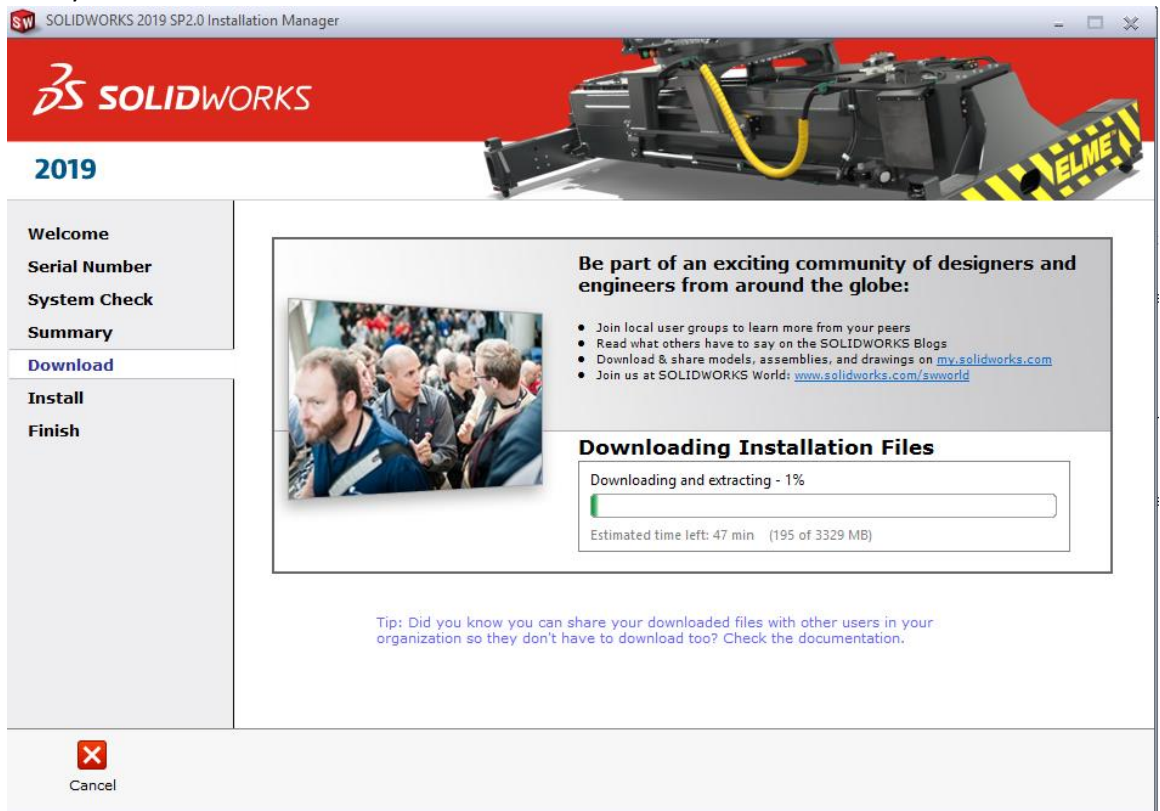 SOLIDWORKS 2019 SP2.0 Installation Manager
SOLIDWORKS
2019
ELME
Welcome
Serial Number
System Check
Summary
Download
Install
Finish
Be part of an exciting community of designers and
engineers from around the globe:
• Join local user groups to learn more from your peers
• Read what others have to say on the SOLIDWORKS Blogs
• Download & share models, assemblies, and drawings on my.solidworks.com
• Join us at SOLIDWORKS World: www.solidworks.com/swworld
Downloading Installation Files
Downloading and extracting - 1%
Estimated time left: 47 min (195 of 3329 MB)
Tip: Did you know you can share your downloaded files with other users in your
organization so they don't have to download too? Check the documentation.
Cancel